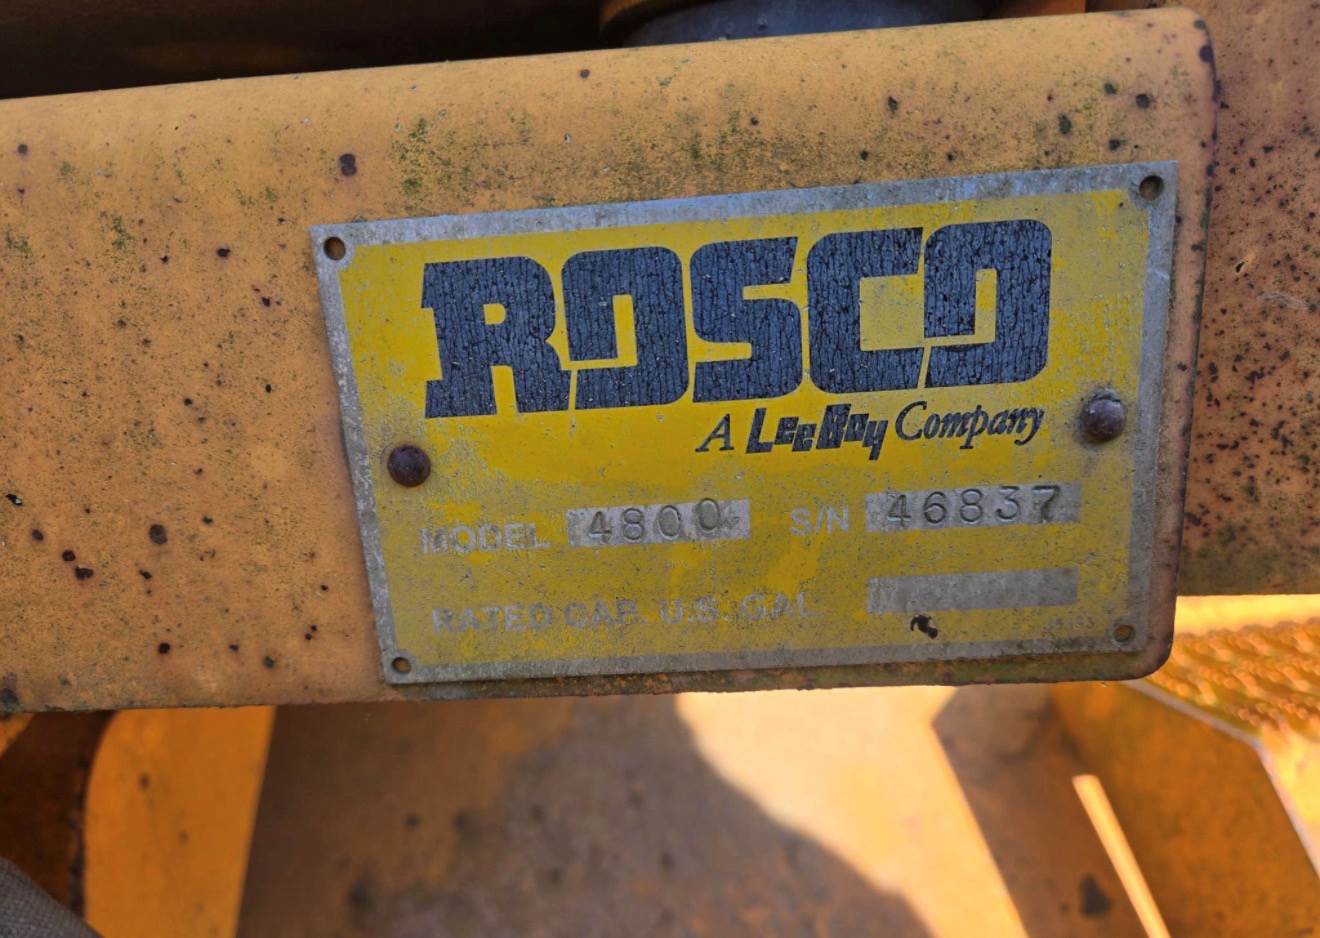 ROSCO
A LeeBoy Company
MODEL 4800 S/N 46837
RATED CAP. U.S. GAL.